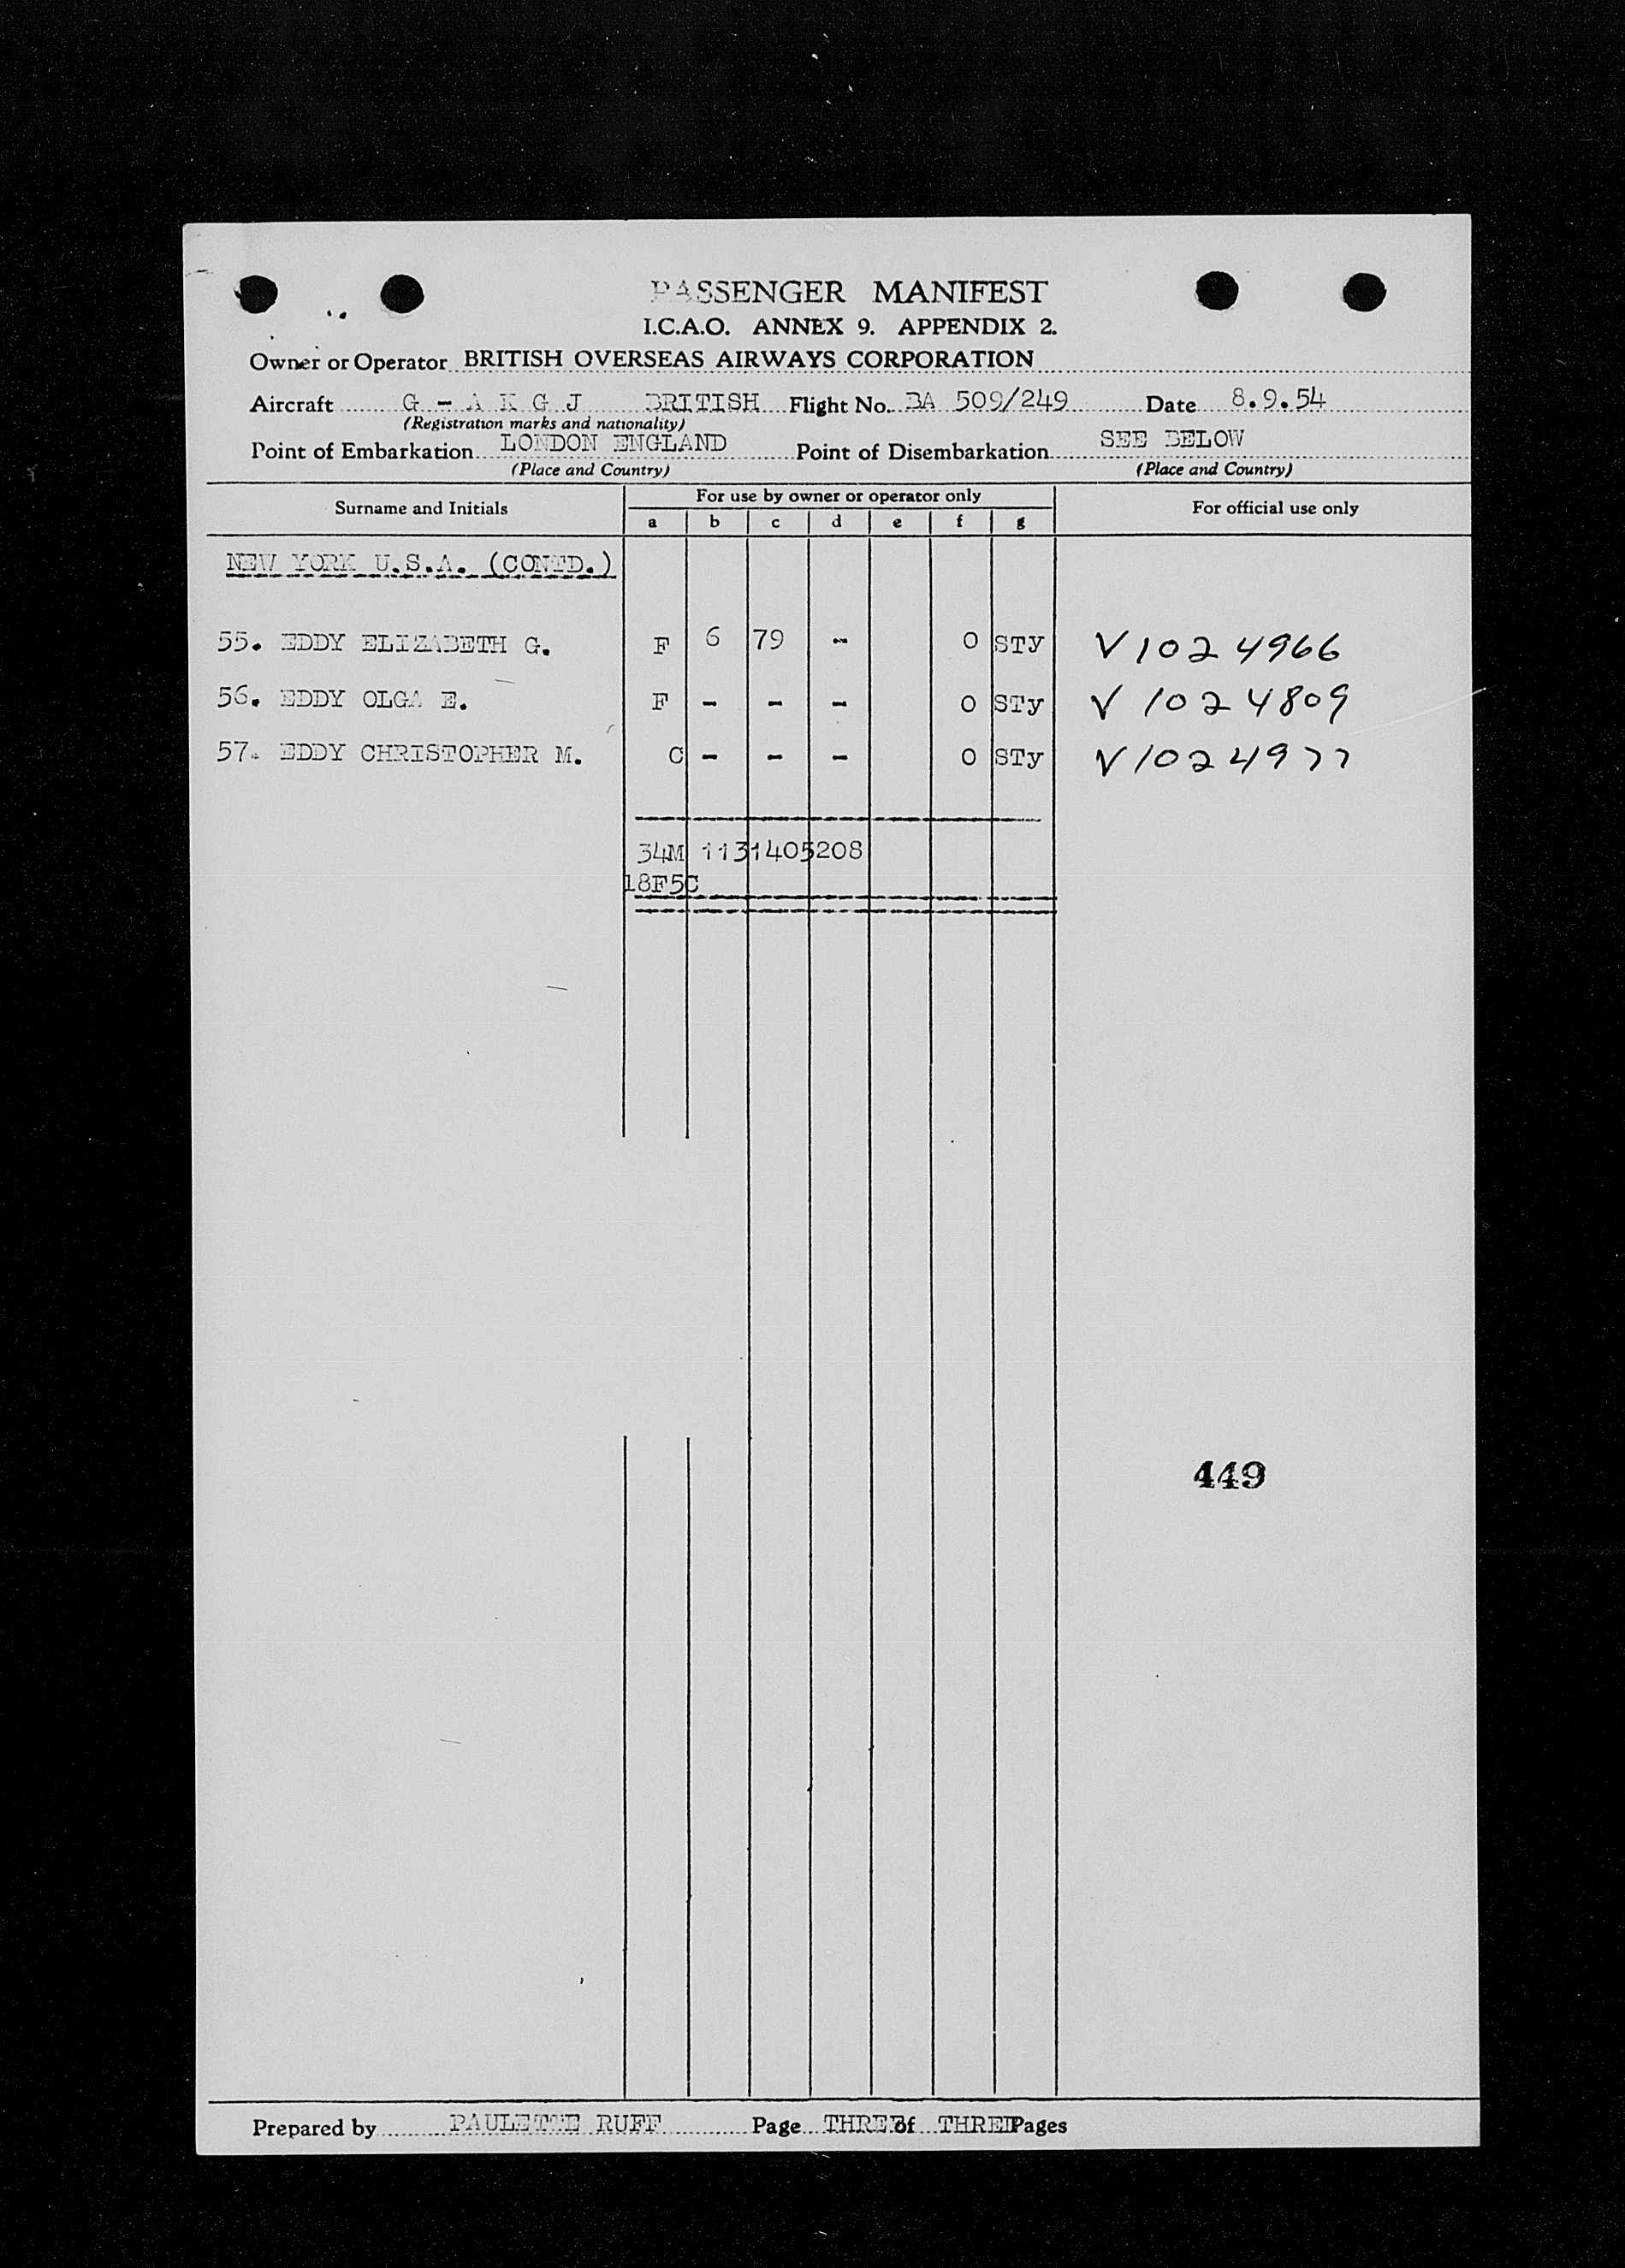 PASSENGER MANIFEST
I.C.A.O. ANNEX 9. APPENDIX 2.
Owner or Operator BRITISH OVERSEAS AIRWAYS CORPORATION
Aircraft G - A K G J BRITISH Flight No. BA 509/249 Date 8.9.54
(Registration marks and nationality)
Point of Embarkation LONDON ENGLAND Point of Disembarkation SEE BELOW
(Place and Country) (Place and Country)
Surname and Initials For use by owner or operator only For official use only
a b c d e f g
NEW YORK U.S.A. (CONTD.)
55. EDDY ELIZABETH G. F 6 79 - O STY V1024966
56. EDDY OLGA E. F - - - O STY V 1024809
57. EDDY CHRISTOPHER M. C - - - O STY V1024977
34M 1131405208
18F5C
449
Prepared by PAULETTE RUFF Page THREE of THREE Pages